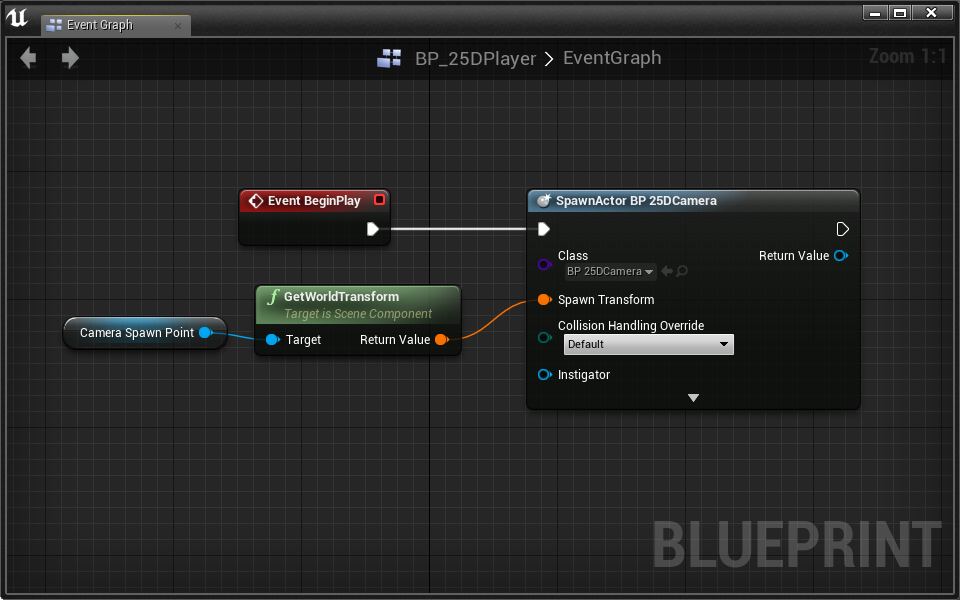 Event Graph
BP_25DPlayer > EventGraph
Zoom 1:1
Event BeginPlay
SpawnActor BP 25DCamera
Class
BP 25DCamera
Return Value
GetWorldTransform
Target is Scene Component
Target
Return Value
Camera Spawn Point
Spawn Transform
Collision Handling Override
Default
Instigator
BLUEPRINT